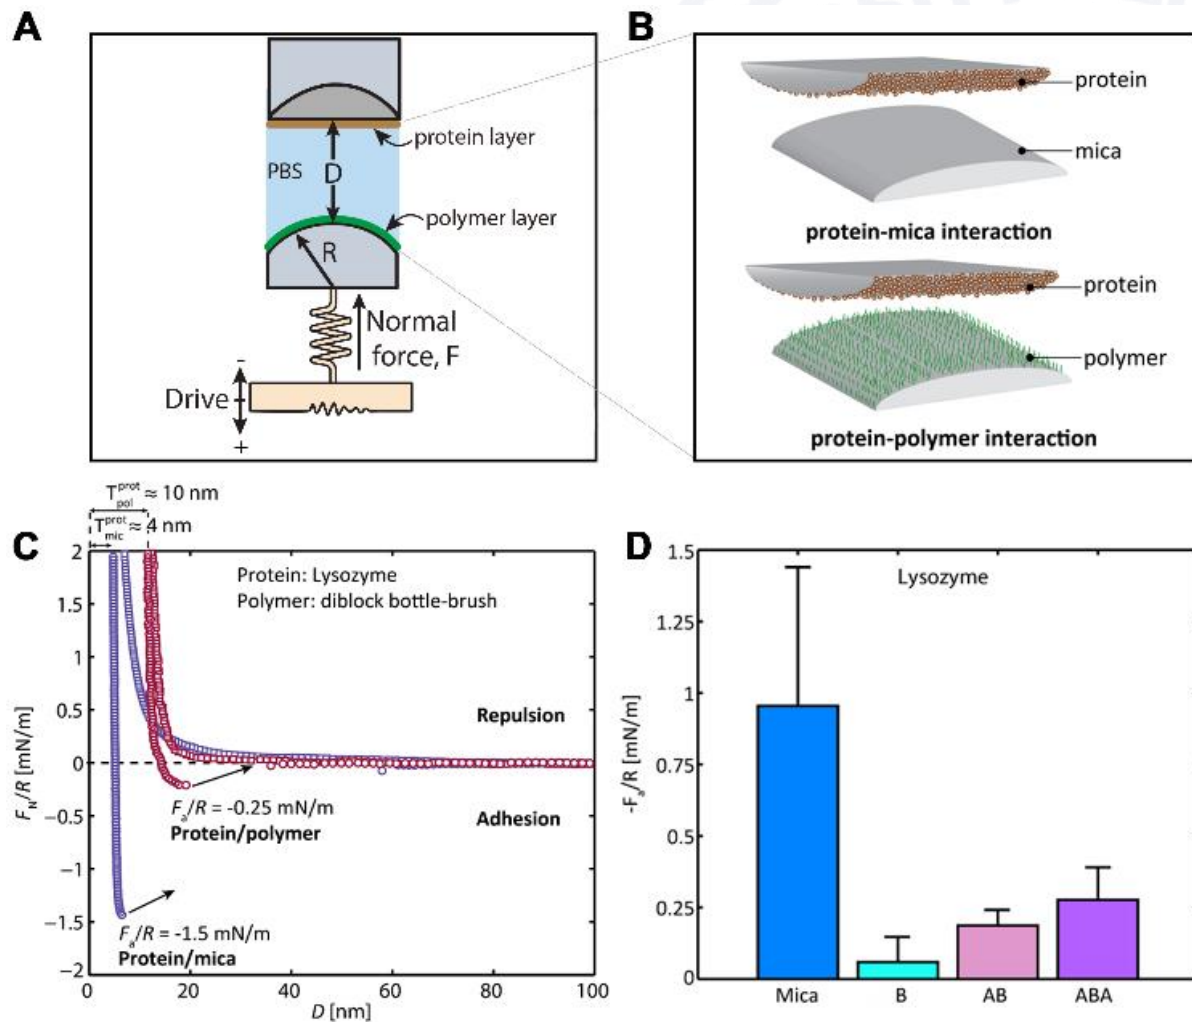 A
B
protein layer
PBS
D
polymer layer
R
Normal
force, F
Drive
-
+
protein
mica
protein-mica interaction
protein
polymer
protein-polymer interaction
T prot pol ≈ 10 nm
T prot mic ≈ 4 nm
C
Protein: Lysozyme
Polymer: diblock bottle-brush
2
1.5
1
0.5
0
−0.5
−1
−1.5
−2
F_N/R [mN/m]
Repulsion
Adhesion
F_a/R = -0.25 mN/m
Protein/polymer
F_a/R = -1.5 mN/m
Protein/mica
0 20 40 60 80 100
D [nm]
D
Lysozyme
1.5
1.25
1
0.75
0.5
0.25
0
-F_a/R [mN/m]
Mica B AB ABA